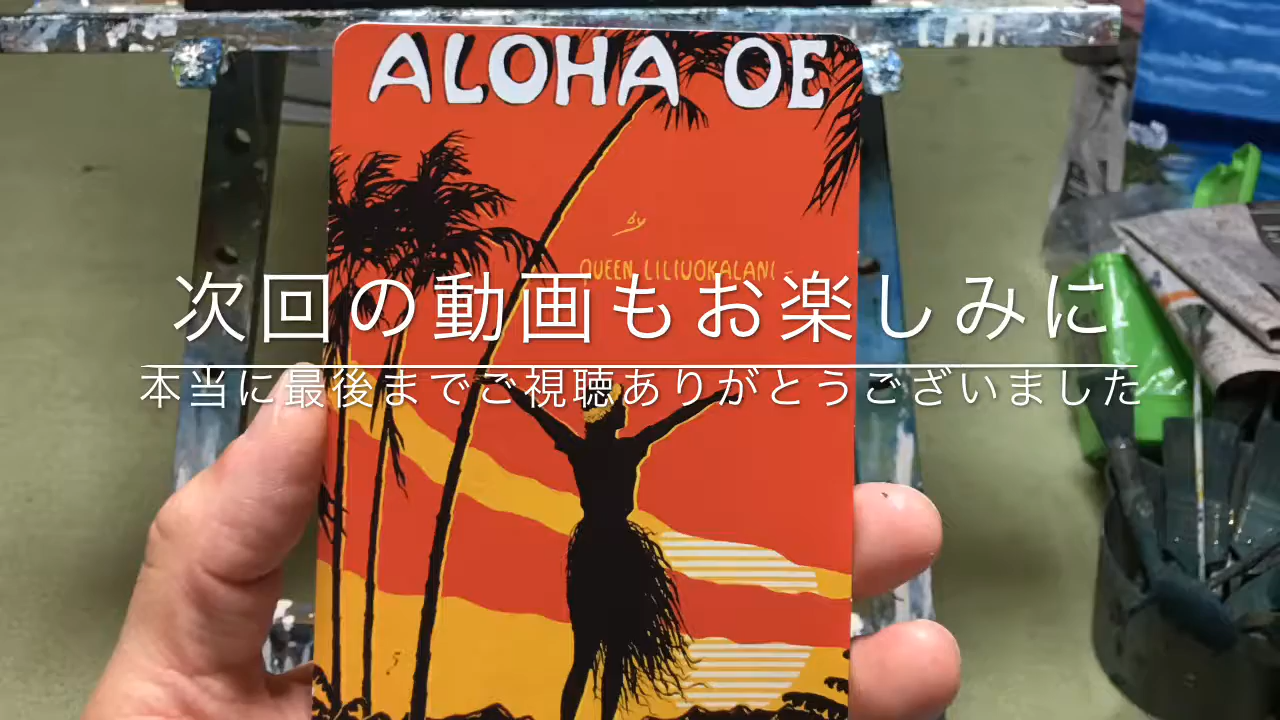 ALOHA OE
by
QUEEN LILIUOKALANI -
次回の動画もお楽しみに
本当に最後までご視聴ありがとうございました